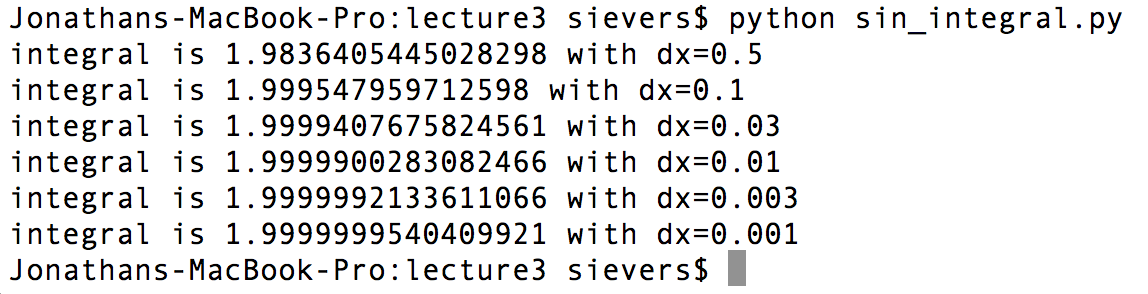 Jonathans-MacBook-Pro:lecture3 sievers$ python sin_integral.py
integral is 1.9836405445028298 with dx=0.5
integral is 1.999547959712598 with dx=0.1
integral is 1.9999407675824561 with dx=0.03
integral is 1.9999900283082466 with dx=0.01
integral is 1.9999992133611066 with dx=0.003
integral is 1.9999999540409921 with dx=0.001
Jonathans-MacBook-Pro:lecture3 sievers$